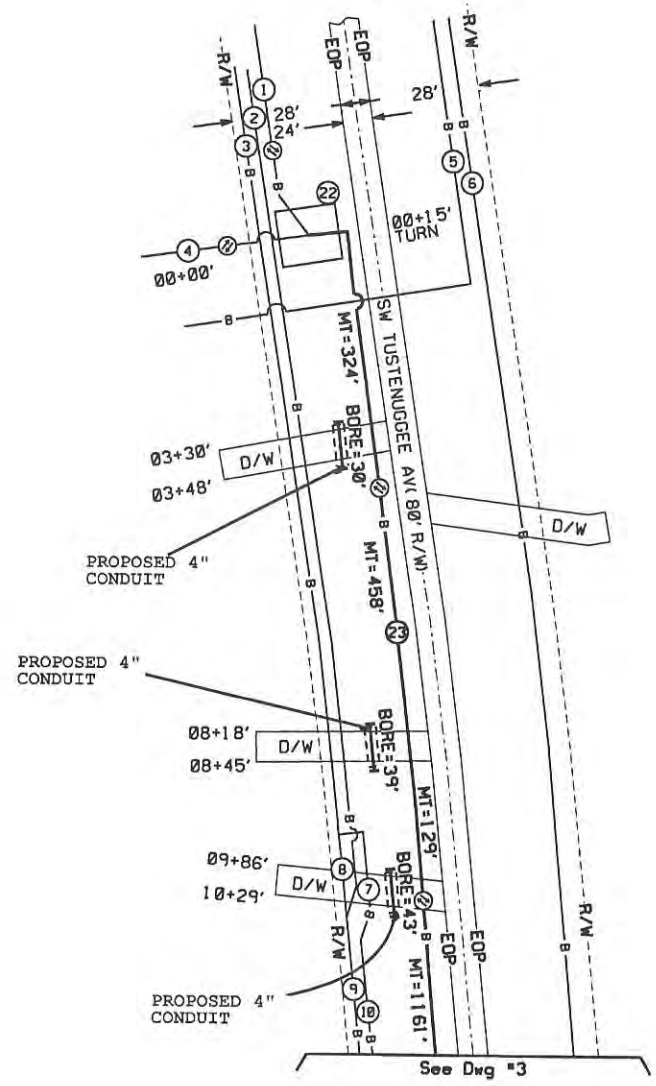 R/W
EOP
EOP
R/W
1
28'
28'
2
24'
3
B
B
B
B
5
6
22
00+15'
TURN
4
00+00'
B
B
MT=324'
SW TUSTENUGGEE AV(80' R/W)
03+30'
D/W
BORE=30'
03+48'
B
B
D/W
B
PROPOSED 4"
CONDUIT
B
MT=458'
23
PROPOSED 4"
CONDUIT
08+18'
D/W
BORE=39'
08+45'
B
MT=129'
09+86'
8
D/W
7
BORE=43'
10+29'
B
B
R/W
EOP
EOP
R/W
B
MT=1161'
9
PROPOSED 4"
CONDUIT
10
B
B
See Dwg #3